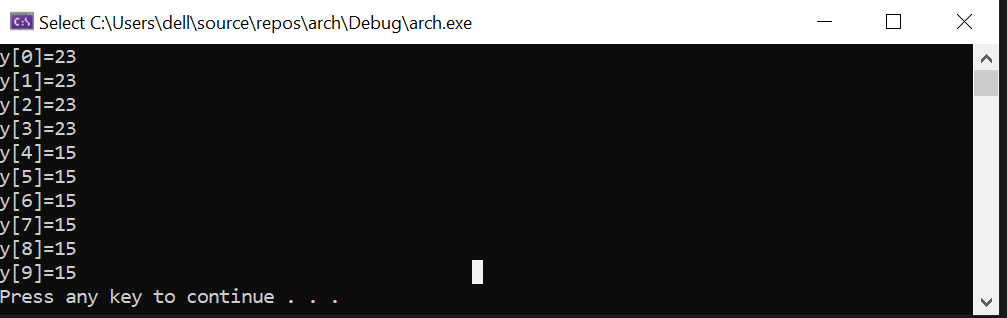 Select C:\Users\dell\source\repos\arch\Debug\arch.exe
y[0]=23
y[1]=23
y[2]=23
y[3]=23
y[4]=15
y[5]=15
y[6]=15
y[7]=15
y[8]=15
y[9]=15
Press any key to continue . . .